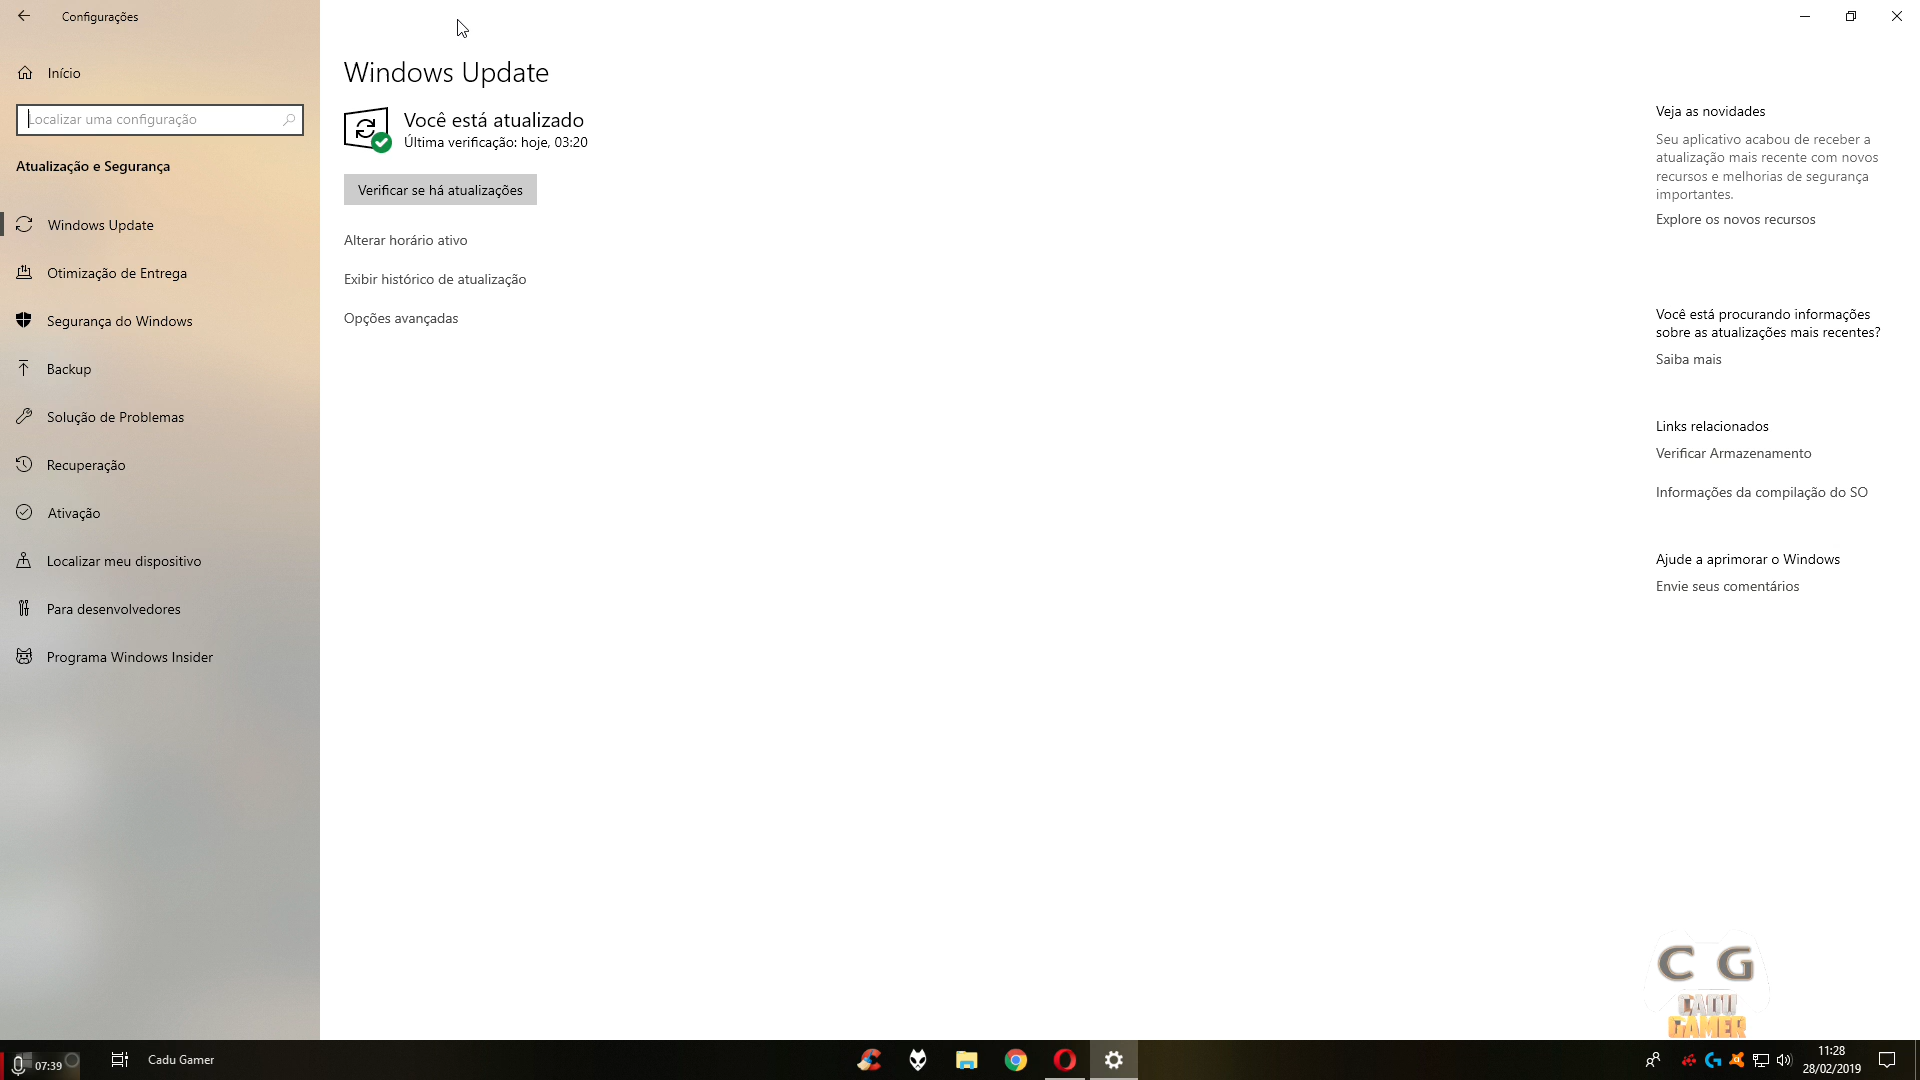 Configurações
Início
Localizar uma configuração
Atualização e Segurança
Windows Update
Otimização de Entrega
Segurança do Windows
Backup
Solução de Problemas
Recuperação
Ativação
Localizar meu dispositivo
Para desenvolvedores
Programa Windows Insider
Windows Update
Você está atualizado
Última verificação: hoje, 03:20
Verificar se há atualizações
Alterar horário ativo
Exibir histórico de atualização
Opções avançadas
Veja as novidades
Seu aplicativo acabou de receber a
atualização mais recente com novos
recursos e melhorias de segurança
importantes.
Explore os novos recursos
Você está procurando informações
sobre as atualizações mais recentes?
Saiba mais
Links relacionados
Verificar Armazenamento
Informações da compilação do SO
Ajude a aprimorar o Windows
Envie seus comentários
C G
CADU
GAMER
07:39
Cadu Gamer
11:28
28/02/2019